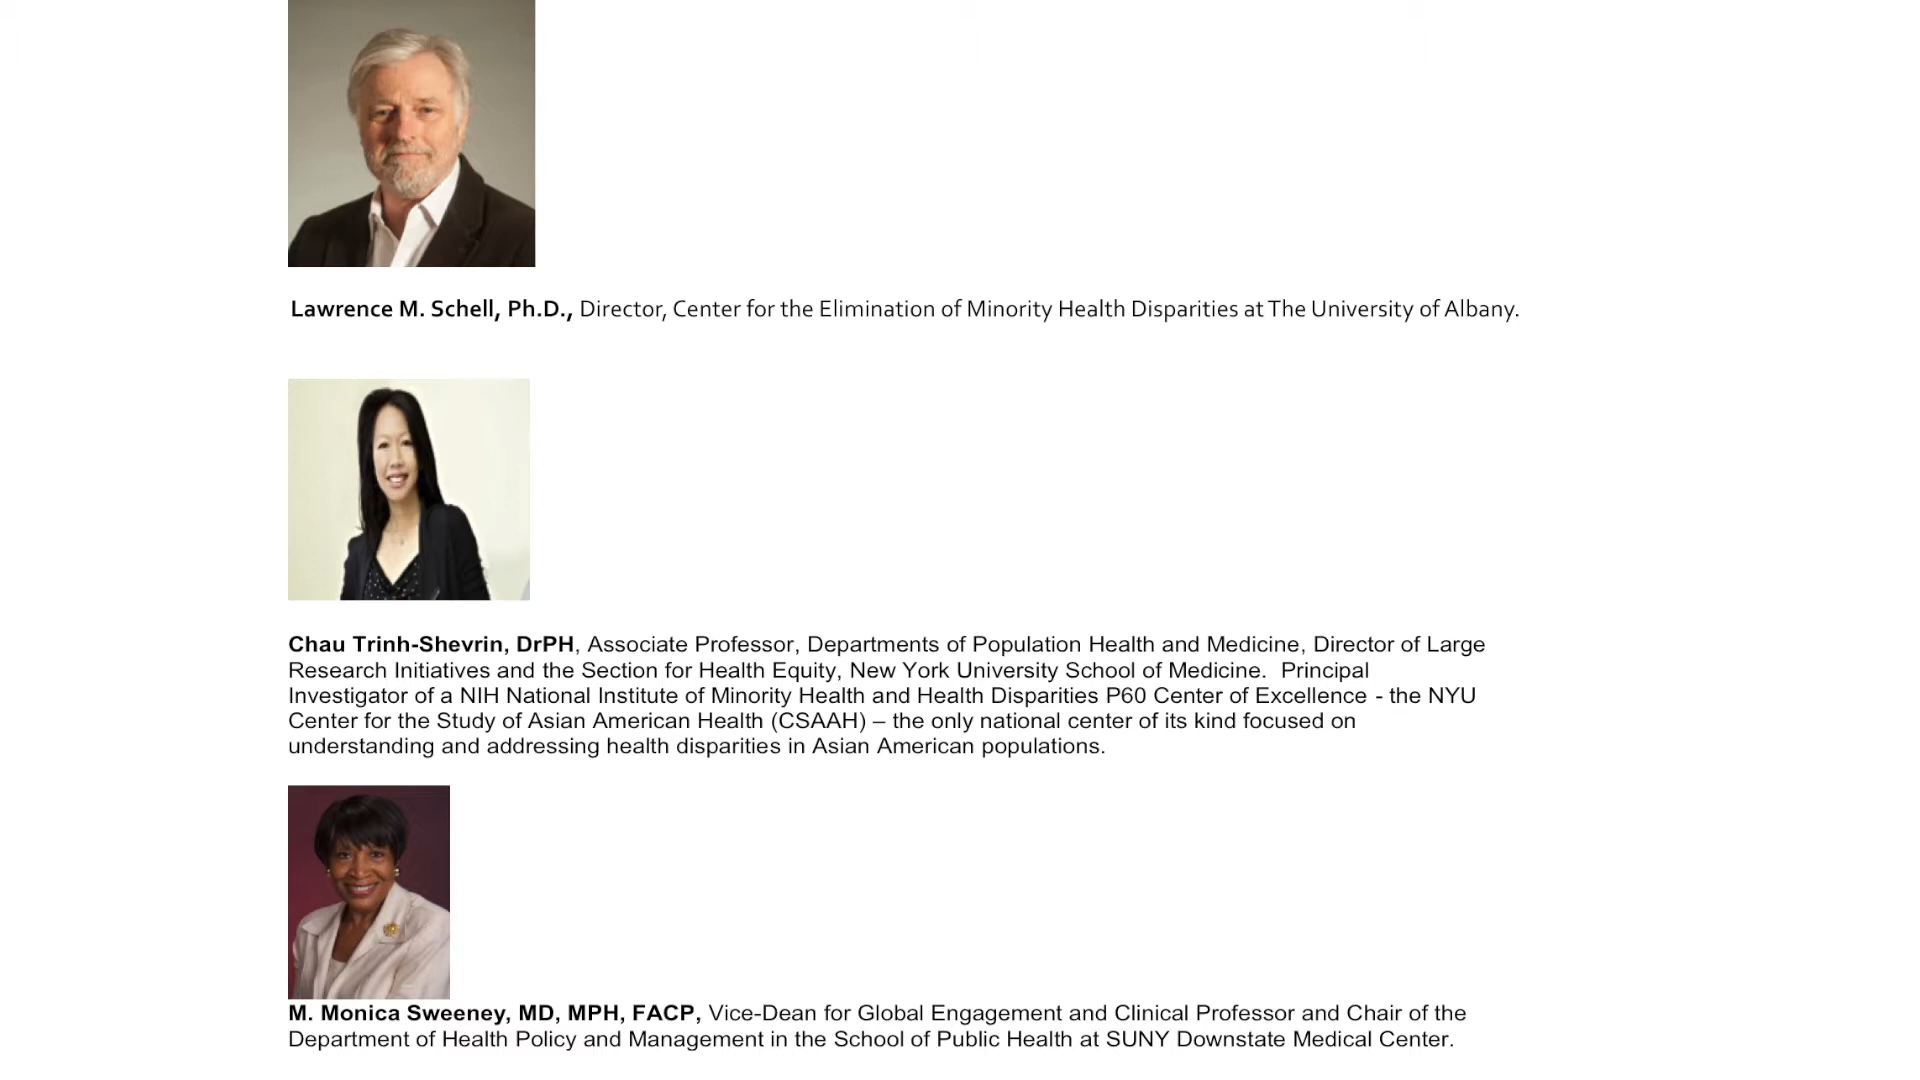 Lawrence M. Schell, Ph.D., Director, Center for the Elimination of Minority Health Disparities at The University of Albany.
Chau Trinh-Shevrin, DrPH, Associate Professor, Departments of Population Health and Medicine, Director of Large
Research Initiatives and the Section for Health Equity, New York University School of Medicine.  Principal
Investigator of a NIH National Institute of Minority Health and Health Disparities P60 Center of Excellence - the NYU
Center for the Study of Asian American Health (CSAAH) – the only national center of its kind focused on
understanding and addressing health disparities in Asian American populations.
M. Monica Sweeney, MD, MPH, FACP, Vice-Dean for Global Engagement and Clinical Professor and Chair of the
Department of Health Policy and Management in the School of Public Health at SUNY Downstate Medical Center.